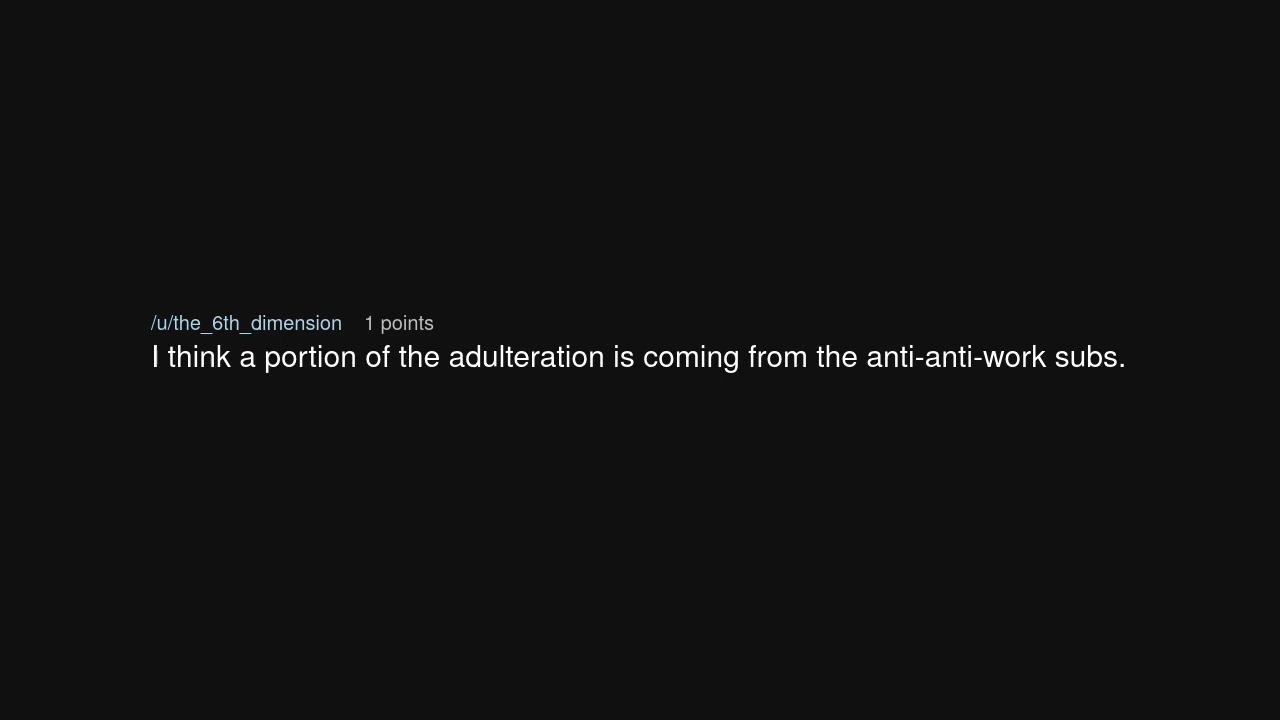 /u/the_6th_dimension 1 points
I think a portion of the adulteration is coming from the anti-anti-work subs.